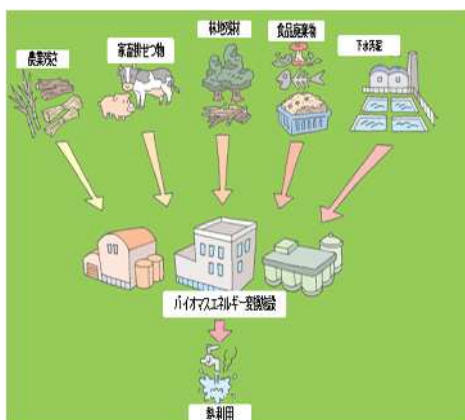 農業残さ
家畜排せつ物
林地残材
食品廃棄物
下水汚泥
バイオマスエネルギー変換施設
熱利用